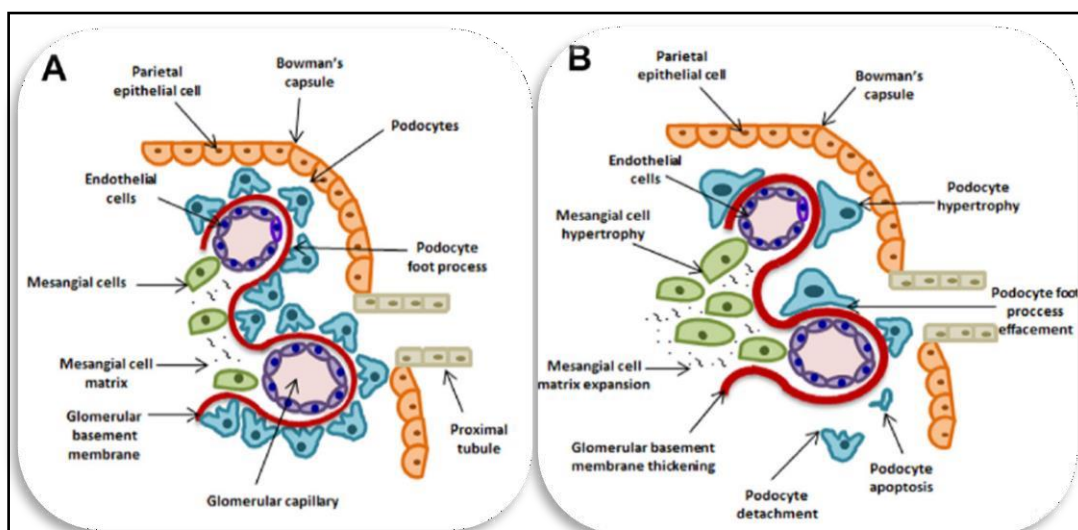 A
Parietal
epithelial cell
Bowman's
capsule
Podocytes
Endothelial
cells
Podocyte
foot process
Mesangial cells
Mesangial cell
matrix
Glomerular
basement
membrane
Proximal
tubule
Glomerular capillary
B
Parietal
epithelial cell
Bowman's
capsule
Endothelial
cells
Podocyte
hypertrophy
Mesangial cell
hypertrophy
Podocyte foot
proccess
effacement
Mesangial cell
matrix expansion
Glomerular basement
membrane thickening
Podocyte
apoptosis
Podocyte
detachment